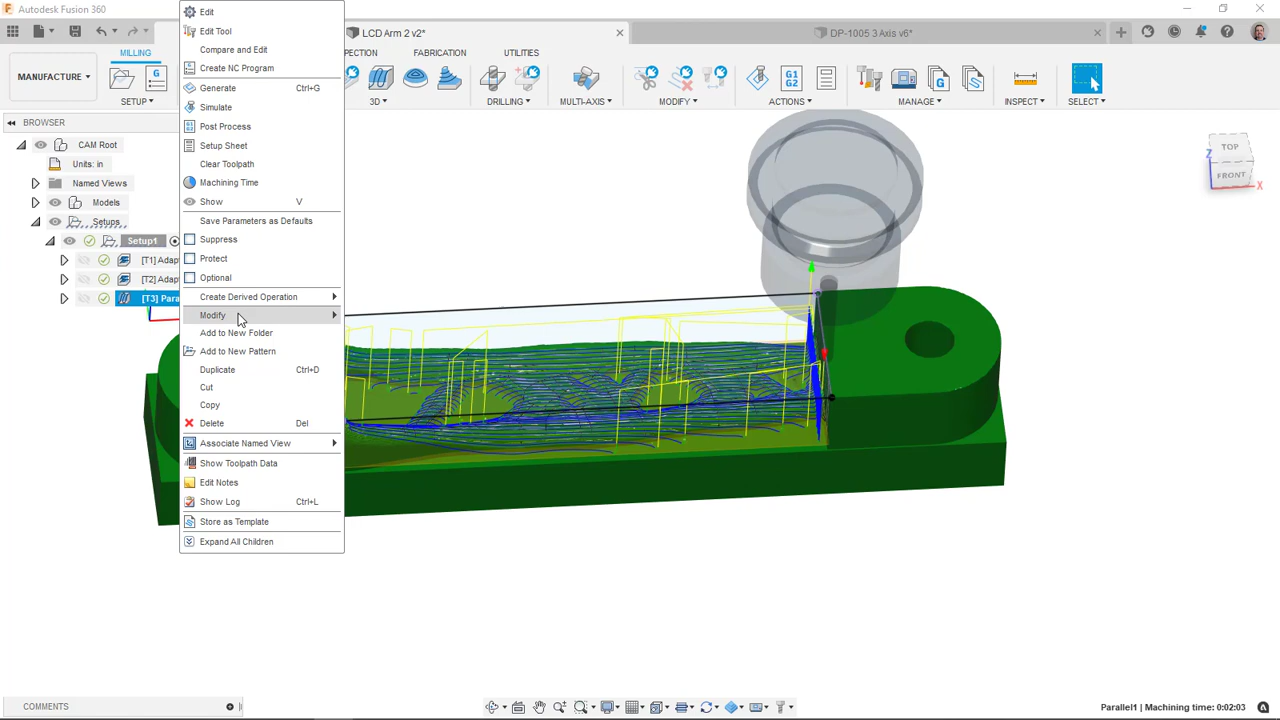 Autodesk Fusion 360
LCD Arm 2 v2*
DP-1005 3 Axis v6*
MILLING
PECTION
FABRICATION
UTILITIES
MANUFACTURE
SETUP
3D
DRILLING
MULTI-AXIS
MODIFY
ACTIONS
MANAGE
INSPECT
SELECT
G1
G2
BROWSER
CAM Root
Units: in
Named Views
Models
Setups
Setup1
[T1] Adap
[T2] Adap
[T3] Para
Edit
Edit Tool
Compare and Edit
Create NC Program
Generate Ctrl+G
Simulate
Post Process
Setup Sheet
Clear Toolpath
Machining Time
Show V
Save Parameters as Defaults
Suppress
Protect
Optional
Create Derived Operation
Modify
Add to New Folder
Add to New Pattern
Duplicate Ctrl+D
Cut
Copy
Delete Del
Associate Named View
Show Toolpath Data
Edit Notes
Show Log Ctrl+L
Store as Template
Expand All Children
TOP
FRONT
Z
X
COMMENTS
Parallel1 | Machining time: 0:02:03